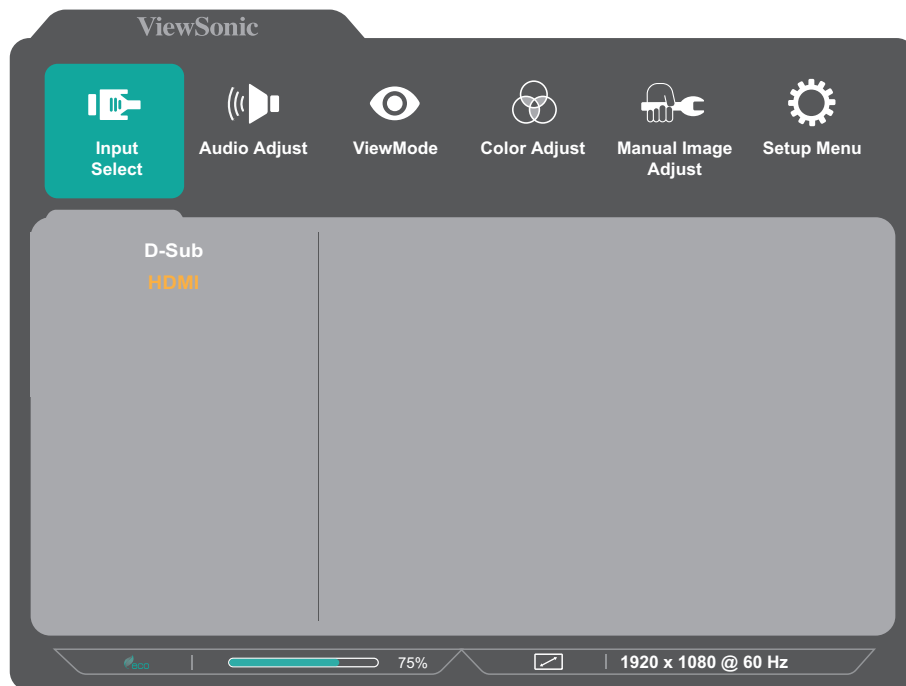 ViewSonic
Input
Select
Audio Adjust
ViewMode
Color Adjust
Manual Image
Adjust
Setup Menu
D-Sub
HDMI
ECO
75%
1920 x 1080 @ 60 Hz